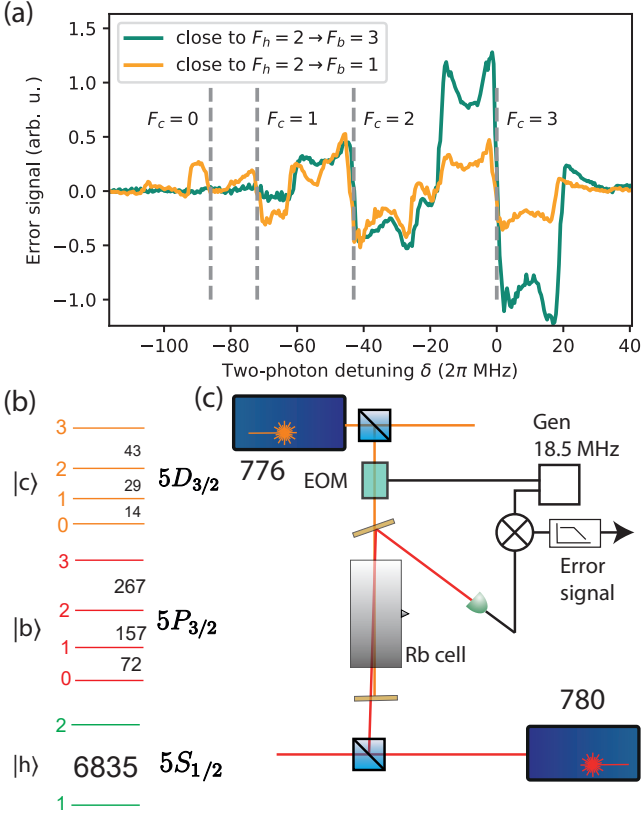 (a)
Error signal (arb. u.)
1.5
1.0
0.5
0.0
−0.5
−1.0
close to F_h = 2 → F_b = 3
close to F_h = 2 → F_b = 1
F_c = 0
F_c = 1
F_c = 2
F_c = 3
−100 −80 −60 −40 −20 0 20 40
Two-photon detuning δ (2π MHz)
(b)
3
43
2
|c⟩ 29 5D_{3/2}
1
14
0
3
267
2
|b⟩ 157 5P_{3/2}
1
72
0
2
|h⟩ 6835 5S_{1/2}
1
(c)
776
Gen
18.5 MHz
EOM
Error
signal
Rb cell
780